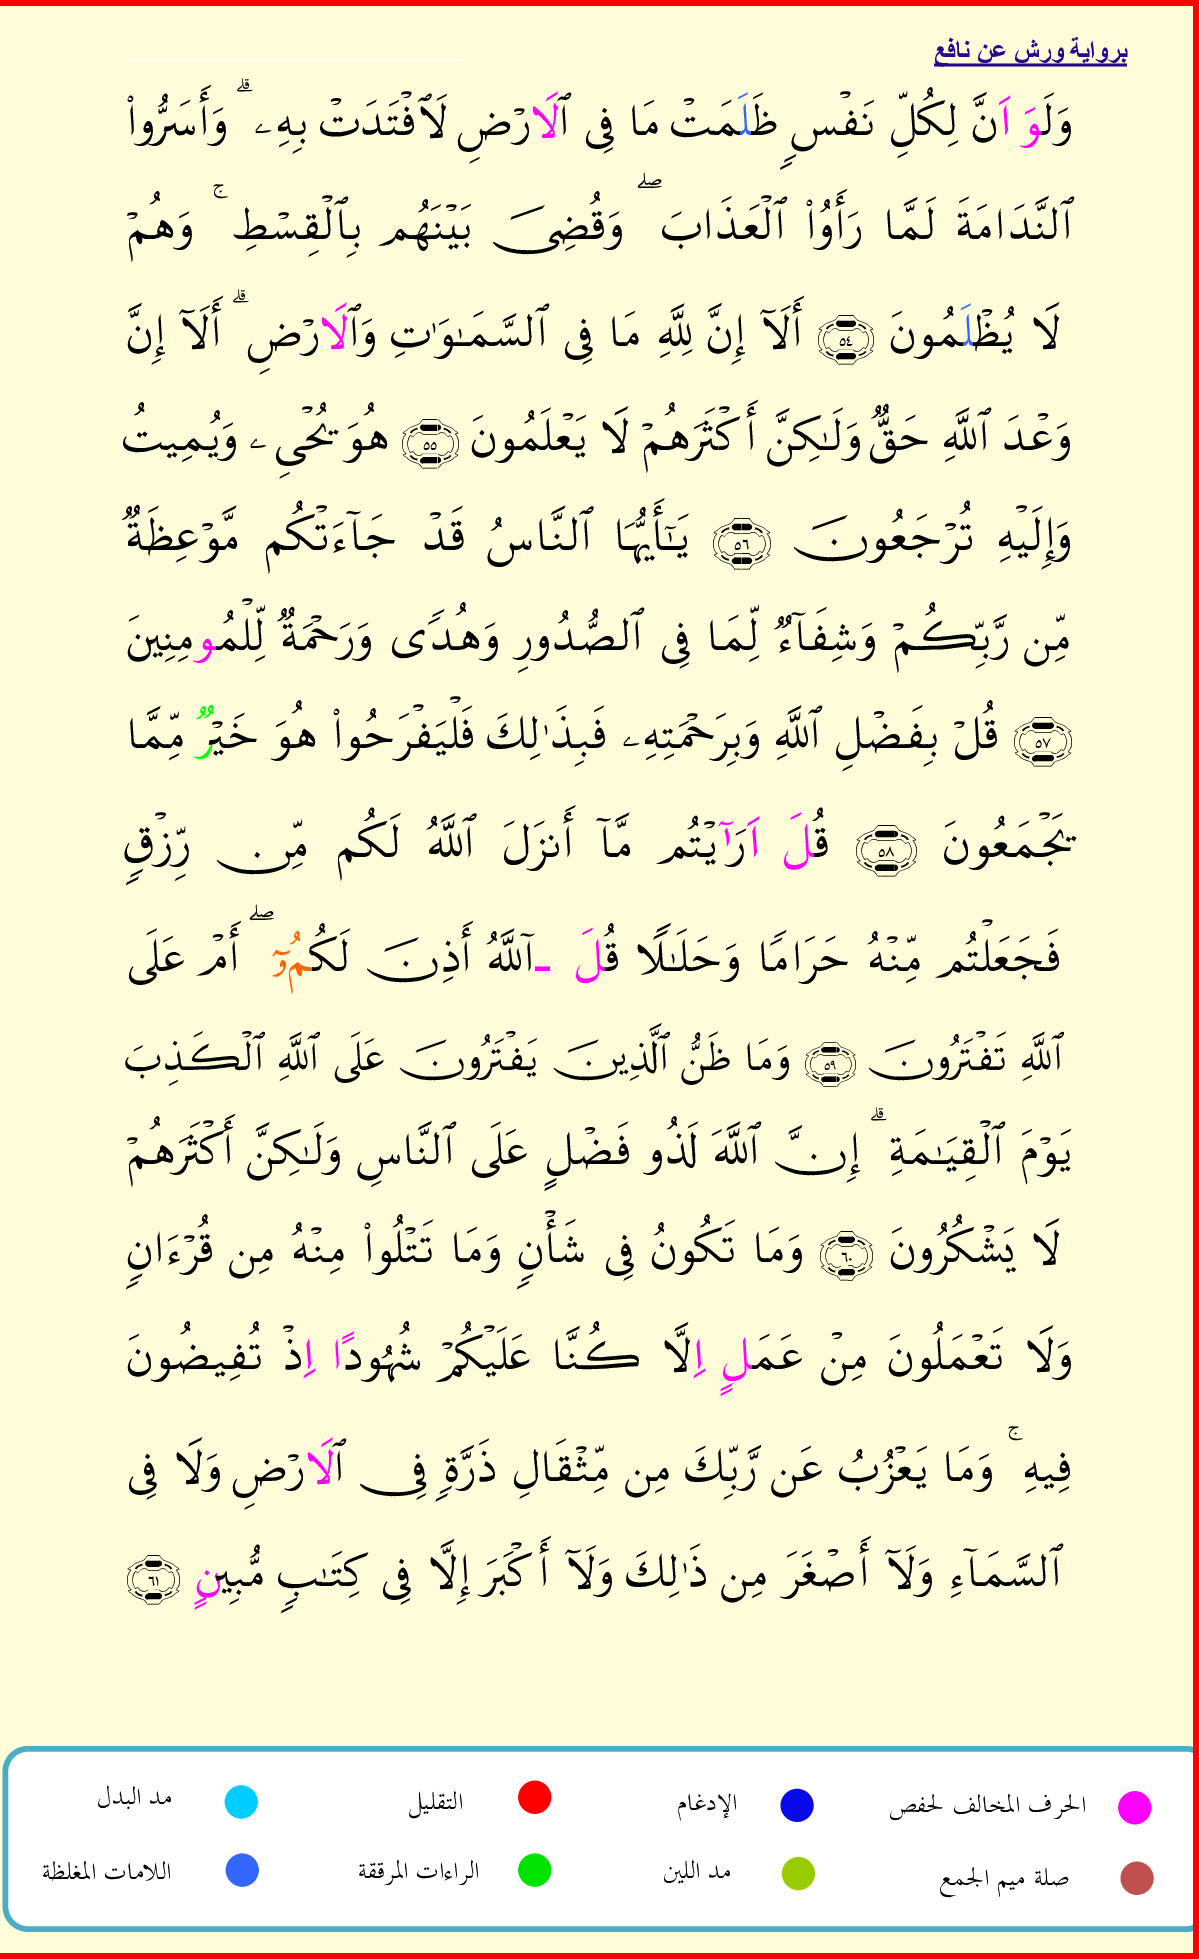 برواية ورش عن نافع
وَلَوَ اَنَّ لِكُلِّ نَفْسٖ ظَلَمَتْ مَا فِى ٱلَارْضِ لَٱفْتَدَتْ بِهِۦ ۗ وَأَسَرُّوا۟
ٱلنَّدَامَةَ لَمَّا رَأَوُا۟ ٱلْعَذَابَ ۖ وَقُضِىَ بَيْنَهُم بِٱلْقِسْطِ ۚ وَهُمْ
لَا يُظْلَمُونَ ٥٤ أَلَآ إِنَّ لِلَّهِ مَا فِى ٱلسَّمَـٰوَٰتِ وَٱلَارْضِ ۗ أَلَآ إِنَّ
وَعْدَ ٱللَّهِ حَقٌّ وَلَـٰكِنَّ أَكْثَرَهُمْ لَا يَعْلَمُونَ ٥٥ هُوَ يُحْىِۦ وَيُمِيتُ
وَإِلَيْهِ تُرْجَعُونَ ٥٦ يَـٰٓأَيُّهَا ٱلنَّاسُ قَدْ جَآءَتْكُم مَّوْعِظَةٌ
مِّن رَّبِّكُمْ وَشِفَآءٌ لِّمَا فِى ٱلصُّدُورِ وَهُدًى وَرَحْمَةٌ لِّلْمُومِنِينَ
٥٧ قُلْ بِفَضْلِ ٱللَّهِ وَبِرَحْمَتِهِۦ فَبِذَٰلِكَ فَلْيَفْرَحُوا۟ هُوَ خَيْرٌ مِّمَّا
يَجْمَعُونَ ٥٨ قُلَ اَرَآيْتُم مَّآ أَنزَلَ ٱللَّهُ لَكُم مِّن رِّزْقٍ
فَجَعَلْتُم مِّنْهُ حَرَامًا وَحَلَـٰلًا قُلَ ـآللَّهُ أَذِنَ لَكُمُوٓ ۖ أَمْ عَلَى
ٱللَّهِ تَفْتَرُونَ ٥٩ وَمَا ظَنُّ ٱلَّذِينَ يَفْتَرُونَ عَلَى ٱللَّهِ ٱلْكَذِبَ
يَوْمَ ٱلْقِيَـٰمَةِ ۗ إِنَّ ٱللَّهَ لَذُو فَضْلٍ عَلَى ٱلنَّاسِ وَلَـٰكِنَّ أَكْثَرَهُمْ
لَا يَشْكُرُونَ ٦٠ وَمَا تَكُونُ فِى شَأْنٍ وَمَا تَتْلُوا۟ مِنْهُ مِن قُرْءَانٍ
وَلَا تَعْمَلُونَ مِنْ عَمَلٍ اِلَّا كُنَّا عَلَيْكُمْ شُهُودًا اِذْ تُفِيضُونَ
فِيهِ ۚ وَمَا يَعْزُبُ عَن رَّبِّكَ مِن مِّثْقَالِ ذَرَّةٍ فِى ٱلَارْضِ وَلَا فِى
ٱلسَّمَآءِ وَلَآ أَصْغَرَ مِن ذَٰلِكَ وَلَآ أَكْبَرَ إِلَّا فِى كِتَـٰبٍ مُّبِينٍ ٦١
الحرف المخالف لحفص الإدغام التقليل مد البدل
صلة ميم الجمع مد اللين الراءات المرققة اللامات المغلظة